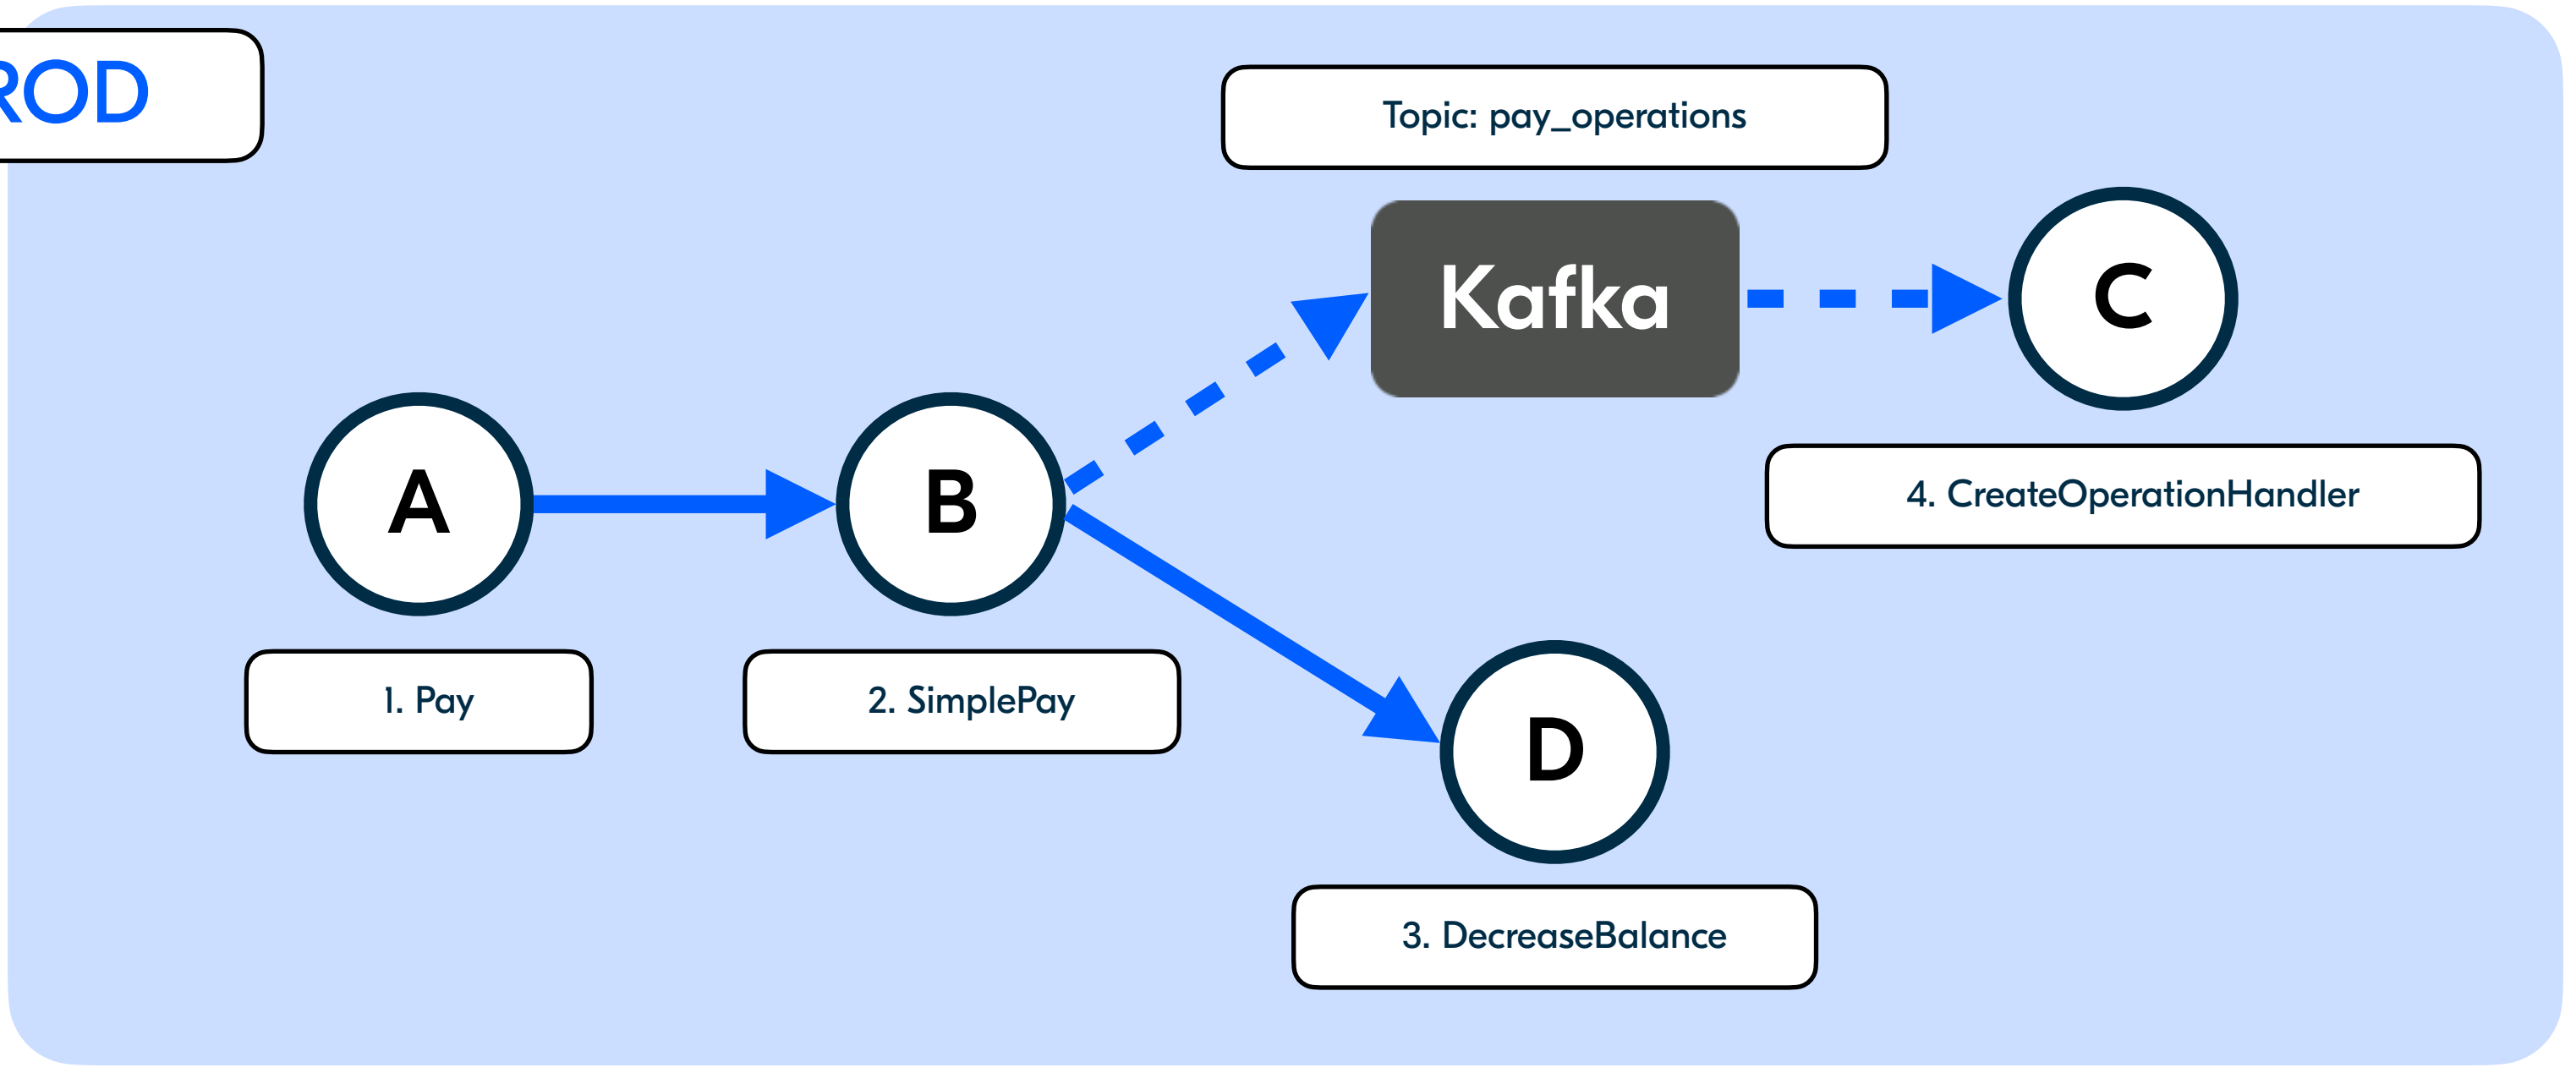 ROD
Topic: pay_operations
Kafka
C
A
B
4. CreateOperationHandler
1. Pay
2. SimplePay
D
3. DecreaseBalance